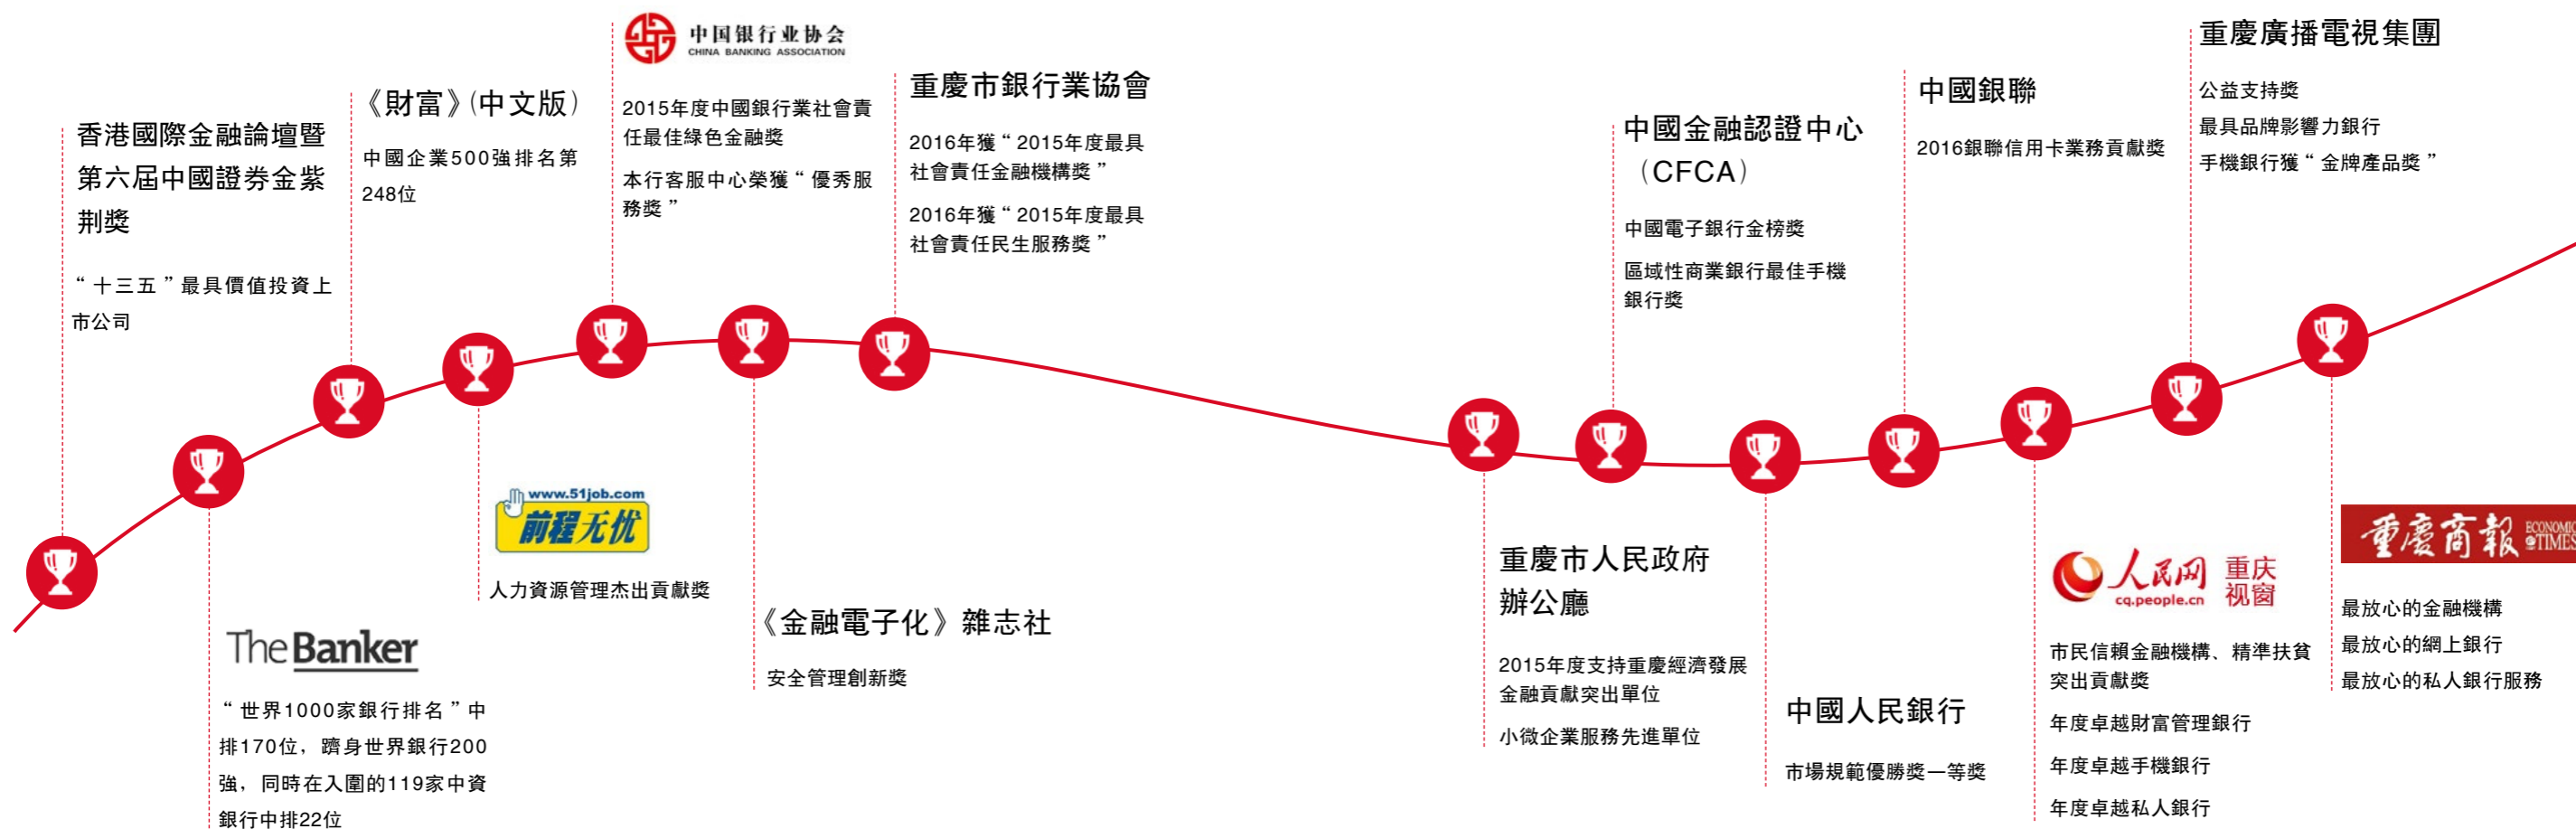 香港國際金融論壇暨
第六屆中國證券金紫
荆獎
“十三五”最具價值投資上
市公司
The Banker
“世界1000家銀行排名”中
排170位，躋身世界銀行200
強，同時在入圍的119家中資
銀行中排22位
《財富》(中文版)
中國企業500強排名第
248位
www.51job.com
前程无忧
人力資源管理杰出貢獻獎
中国银行业协会
CHINA BANKING ASSOCIATION
2015年度中國銀行業社會責
任最佳綠色金融獎
本行客服中心榮獲“優秀服
務獎”
《金融電子化》雜志社
安全管理創新獎
重慶市銀行業協會
2016年獲“2015年度最具
社會責任金融機構獎”
2016年獲“2015年度最具
社會責任民生服務獎”
重慶市人民政府
辦公廳
2015年度支持重慶經濟發展
金融貢獻突出單位
小微企業服務先進單位
中國金融認證中心
（CFCA）
中國電子銀行金榜獎
區域性商業銀行最佳手機
銀行獎
中國人民銀行
市場規範優勝獎一等獎
中國銀聯
2016銀聯信用卡業務貢獻獎
人民网
cq.people.cn
重庆
视窗
市民信賴金融機構、精準扶貧
突出貢獻獎
年度卓越財富管理銀行
年度卓越手機銀行
年度卓越私人銀行
重慶廣播電視集團
公益支持獎
最具品牌影響力銀行
手機銀行獲“金牌產品獎”
重慶商報
ECONOMIC
TIMES
最放心的金融機構
最放心的網上銀行
最放心的私人銀行服務